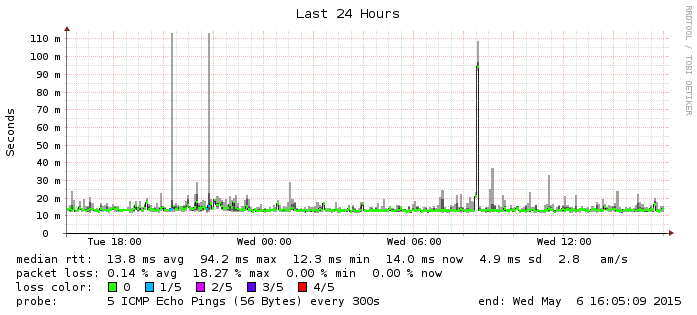 Last 24 Hours
RRDTOOL / TOBI OETIKER
Seconds
110 m
100 m
90 m
80 m
70 m
60 m
50 m
40 m
30 m
20 m
10 m
0
Tue 18:00 Wed 00:00 Wed 06:00 Wed 12:00
median rtt: 13.8 ms avg 94.2 ms max 12.3 ms min 14.0 ms now 4.9 ms sd 2.8 am/s
packet loss: 0.14 % avg 18.27 % max 0.00 % min 0.00 % now
loss color: 0 1/5 2/5 3/5 4/5
probe: 5 ICMP Echo Pings (56 Bytes) every 300s end: Wed May 6 16:05:09 2015